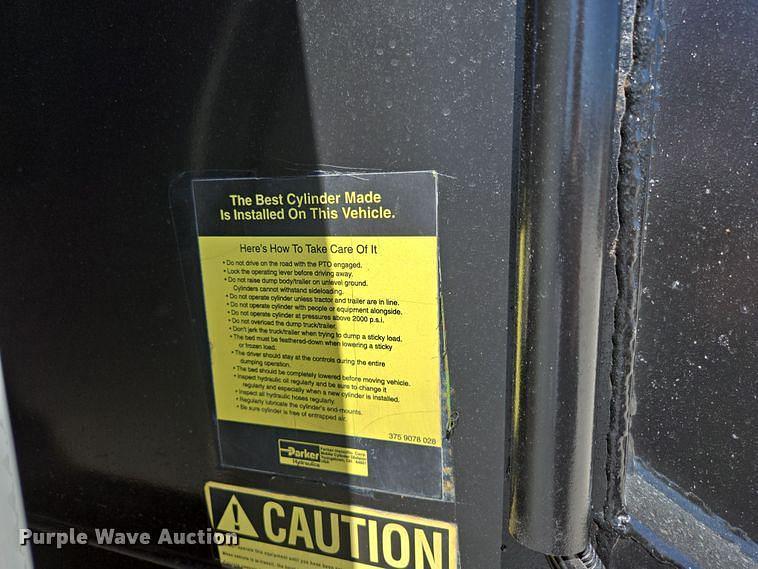 The Best Cylinder Made
Is Installed On This Vehicle.
Here's How To Take Care Of It
• Do not drive on the road with the PTO engaged.
• Lock the operating lever before driving away.
• Do not raise dump body/trailer on unlevel ground.
Cylinders cannot withstand sideloading.
• Do not operate cylinder unless tractor and trailer are in line.
• Do not operate cylinder with people or equipment alongside.
• Do not operate cylinder at pressures above 2000 p.s.i.
• Do not overload the dump truck/trailer.
• Don't jerk the truck/trailer when trying to dump a sticky load.
• The bed must be feathered-down when lowering a sticky
or frozen load.
• The driver should stay at the controls during the entire
dumping operation.
• The bed should be completely lowered before moving vehicle.
• Inspect hydraulic oil regularly and be sure to change it
regularly and especially when a new cylinder is installed.
• Inspect all hydraulic hoses regularly.
• Regularly lubricate the cylinder's end-mounts.
• Be sure cylinder is free of entrapped air.
375 9078 028
Parker
Hydraulics
Parker Hannifin Corp.
Mobile Cylinder Division
Youngstown, OH
USA
CAUTION
Purple Wave Auction